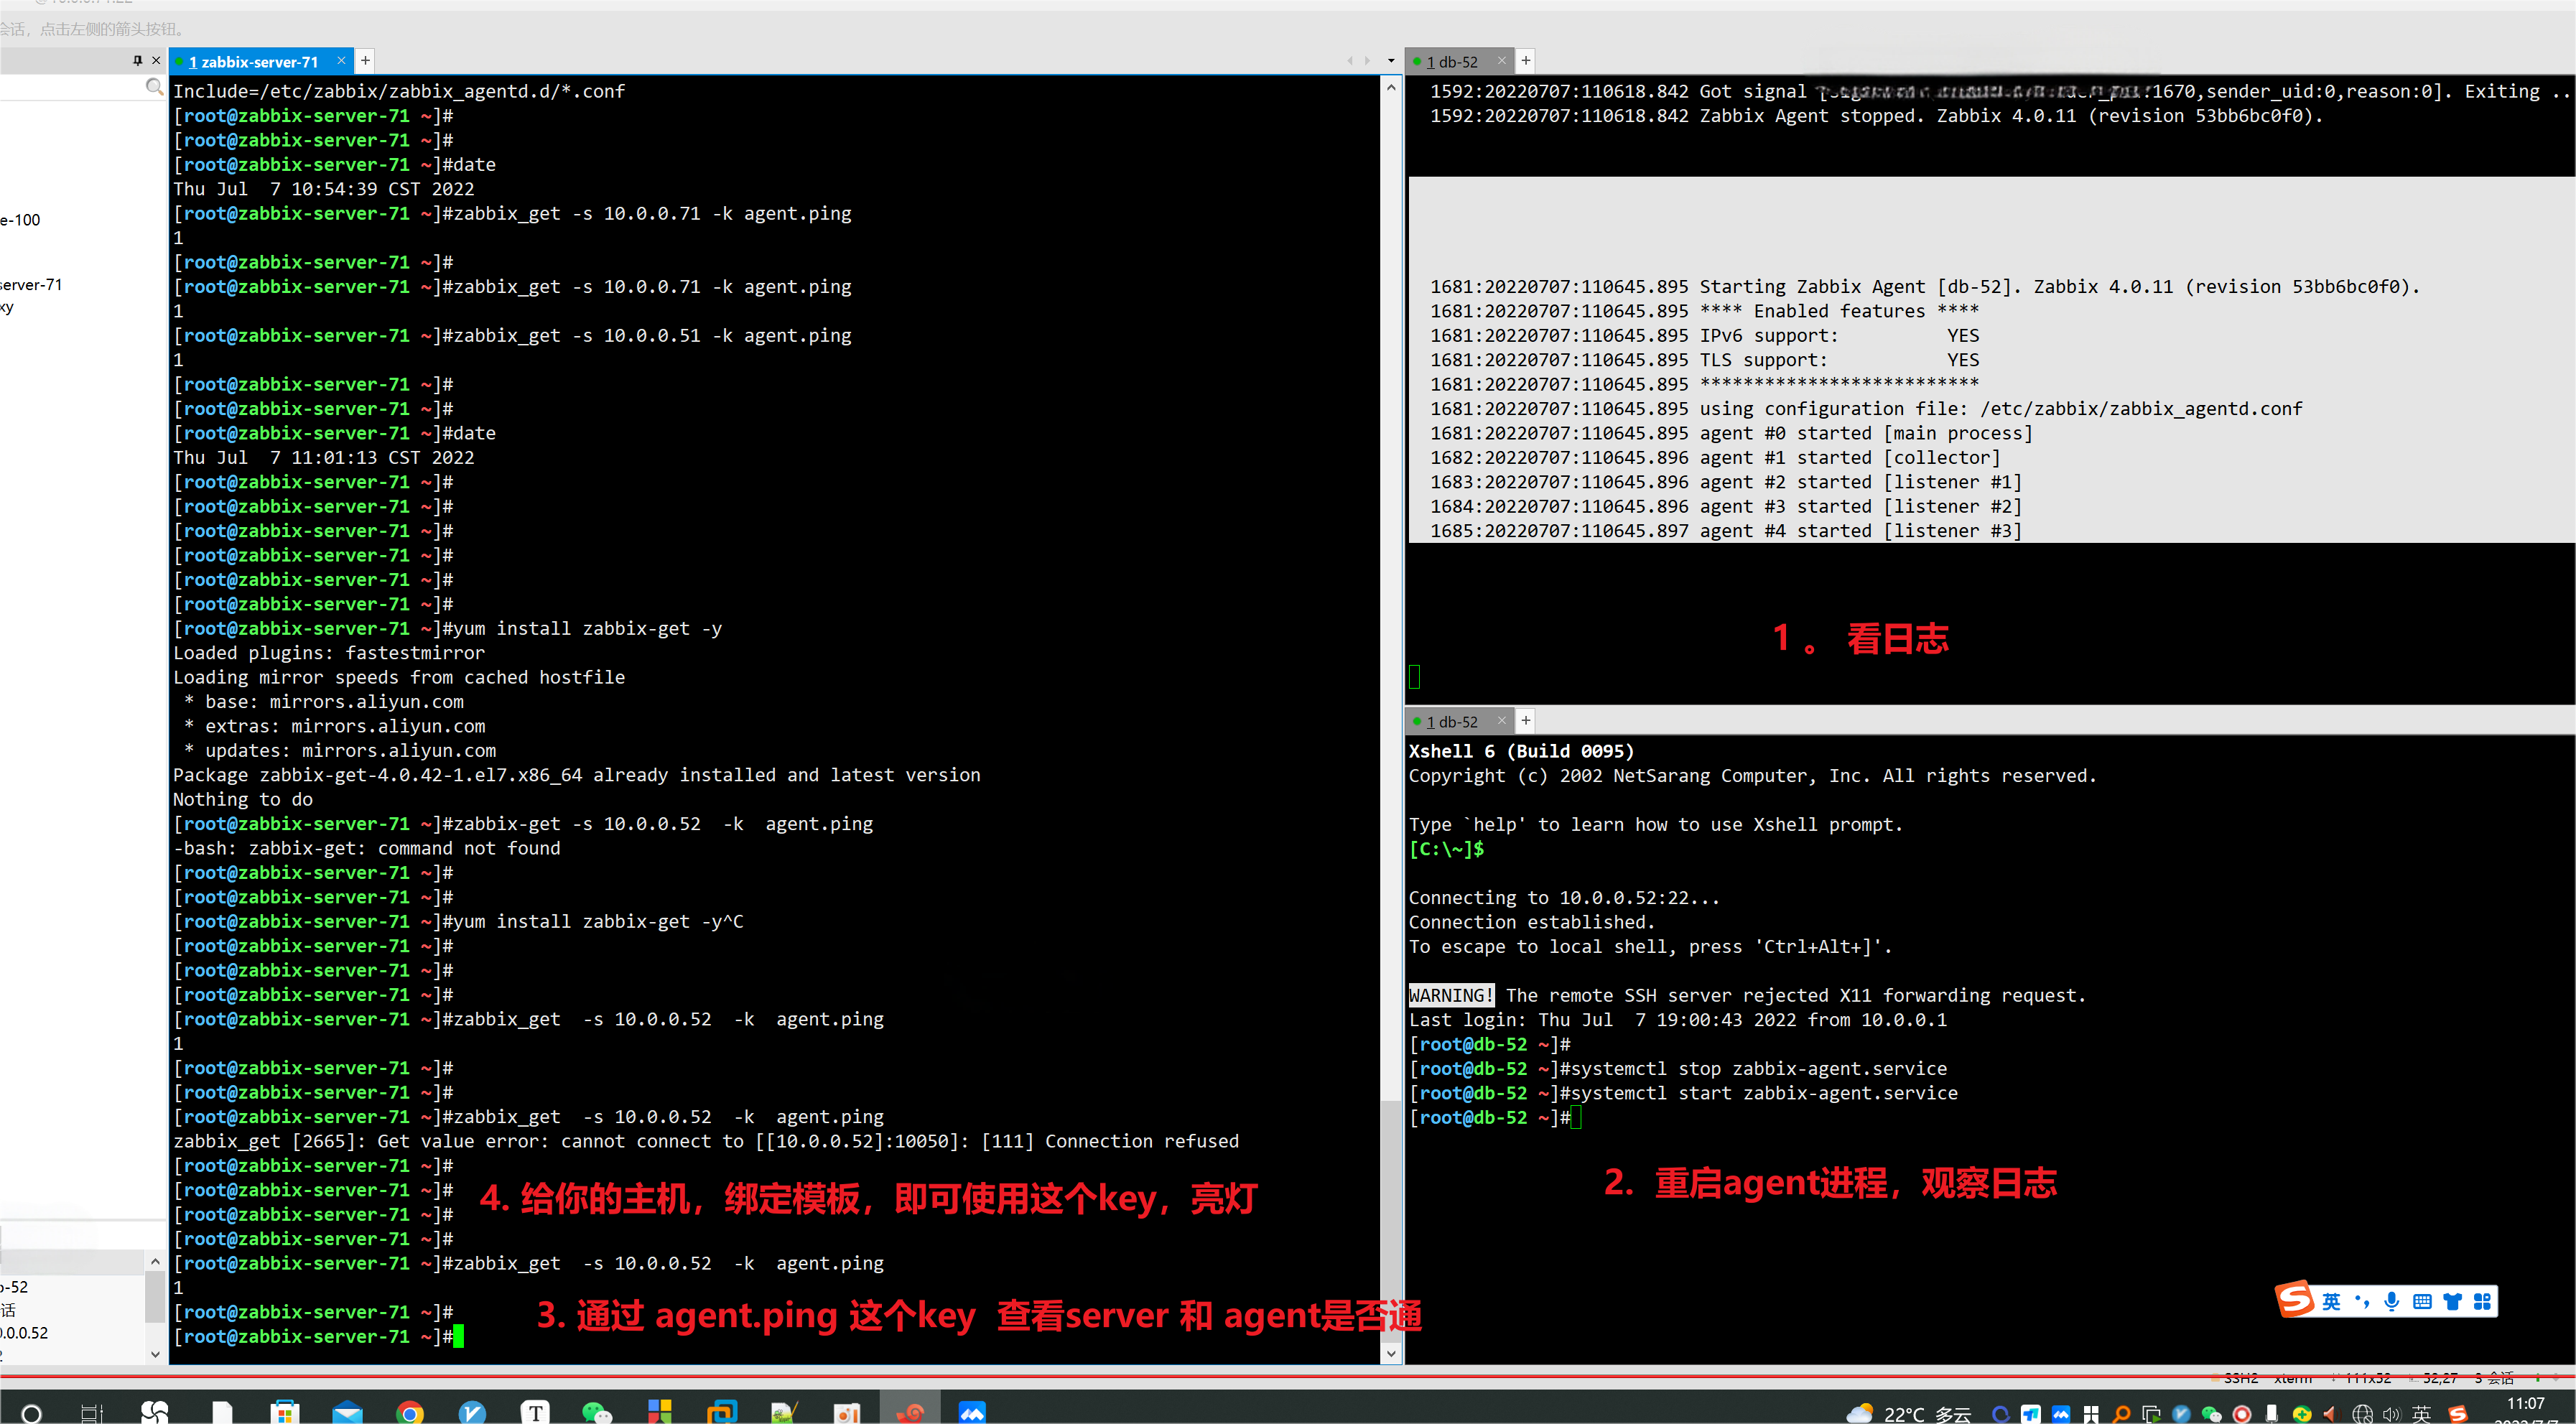 会话，点击左侧的箭头按钮。
1 zabbix-server-71
e-100
server-71
xy
Include=/etc/zabbix/zabbix_agentd.d/*.conf
[root@zabbix-server-71 ~]#
[root@zabbix-server-71 ~]#
[root@zabbix-server-71 ~]#date
Thu Jul  7 10:54:39 CST 2022
[root@zabbix-server-71 ~]#zabbix_get -s 10.0.0.71 -k agent.ping
1
[root@zabbix-server-71 ~]#
[root@zabbix-server-71 ~]#zabbix_get -s 10.0.0.71 -k agent.ping
1
[root@zabbix-server-71 ~]#zabbix_get -s 10.0.0.51 -k agent.ping
1
[root@zabbix-server-71 ~]#
[root@zabbix-server-71 ~]#
[root@zabbix-server-71 ~]#date
Thu Jul  7 11:01:13 CST 2022
[root@zabbix-server-71 ~]#
[root@zabbix-server-71 ~]#
[root@zabbix-server-71 ~]#
[root@zabbix-server-71 ~]#
[root@zabbix-server-71 ~]#
[root@zabbix-server-71 ~]#
[root@zabbix-server-71 ~]#yum install zabbix-get -y
Loaded plugins: fastestmirror
Loading mirror speeds from cached hostfile
 * base: mirrors.aliyun.com
 * extras: mirrors.aliyun.com
 * updates: mirrors.aliyun.com
Package zabbix-get-4.0.42-1.el7.x86_64 already installed and latest version
Nothing to do
[root@zabbix-server-71 ~]#zabbix-get -s 10.0.0.52  -k  agent.ping
-bash: zabbix-get: command not found
[root@zabbix-server-71 ~]#
[root@zabbix-server-71 ~]#
[root@zabbix-server-71 ~]#yum install zabbix-get -y^C
[root@zabbix-server-71 ~]#
[root@zabbix-server-71 ~]#
[root@zabbix-server-71 ~]#
[root@zabbix-server-71 ~]#zabbix_get  -s 10.0.0.52  -k  agent.ping
1
[root@zabbix-server-71 ~]#
[root@zabbix-server-71 ~]#
[root@zabbix-server-71 ~]#zabbix_get  -s 10.0.0.52  -k  agent.ping
zabbix_get [2665]: Get value error: cannot connect to [[10.0.0.52]:10050]: [111] Connection refused
[root@zabbix-server-71 ~]#
[root@zabbix-server-71 ~]#
[root@zabbix-server-71 ~]#
[root@zabbix-server-71 ~]#
4. 给你的主机，绑定模板，即可使用这个key，亮灯
[root@zabbix-server-71 ~]#zabbix_get  -s 10.0.0.52  -k  agent.ping
1
[root@zabbix-server-71 ~]#
[root@zabbix-server-71 ~]#
3. 通过 agent.ping 这个key  查看server 和 agent是否通
-52
话
.0.0.52
1 db-52
1592:20220707:110618.842 Got signal :1670,sender_uid:0,reason:0]. Exiting ..
1592:20220707:110618.842 Zabbix Agent stopped. Zabbix 4.0.11 (revision 53bb6bc0f0).
1681:20220707:110645.895 Starting Zabbix Agent [db-52]. Zabbix 4.0.11 (revision 53bb6bc0f0).
1681:20220707:110645.895 **** Enabled features ****
1681:20220707:110645.895 IPv6 support:          YES
1681:20220707:110645.895 TLS support:           YES
1681:20220707:110645.895 **************************
1681:20220707:110645.895 using configuration file: /etc/zabbix/zabbix_agentd.conf
1681:20220707:110645.895 agent #0 started [main process]
1682:20220707:110645.896 agent #1 started [collector]
1683:20220707:110645.896 agent #2 started [listener #1]
1684:20220707:110645.896 agent #3 started [listener #2]
1685:20220707:110645.897 agent #4 started [listener #3]
1 。 看日志
1 db-52
Xshell 6 (Build 0095)
Copyright (c) 2002 NetSarang Computer, Inc. All rights reserved.
Type `help' to learn how to use Xshell prompt.
[C:\~]$
Connecting to 10.0.0.52:22...
Connection established.
To escape to local shell, press 'Ctrl+Alt+]'.
WARNING! The remote SSH server rejected X11 forwarding request.
Last login: Thu Jul  7 19:00:43 2022 from 10.0.0.1
[root@db-52 ~]#
[root@db-52 ~]#systemctl stop zabbix-agent.service
[root@db-52 ~]#systemctl start zabbix-agent.service
[root@db-52 ~]#
2. 重启agent进程，观察日志
英
SSH2 xterm 111x52 52,27 3 会话
22°C 多云 英 11:07